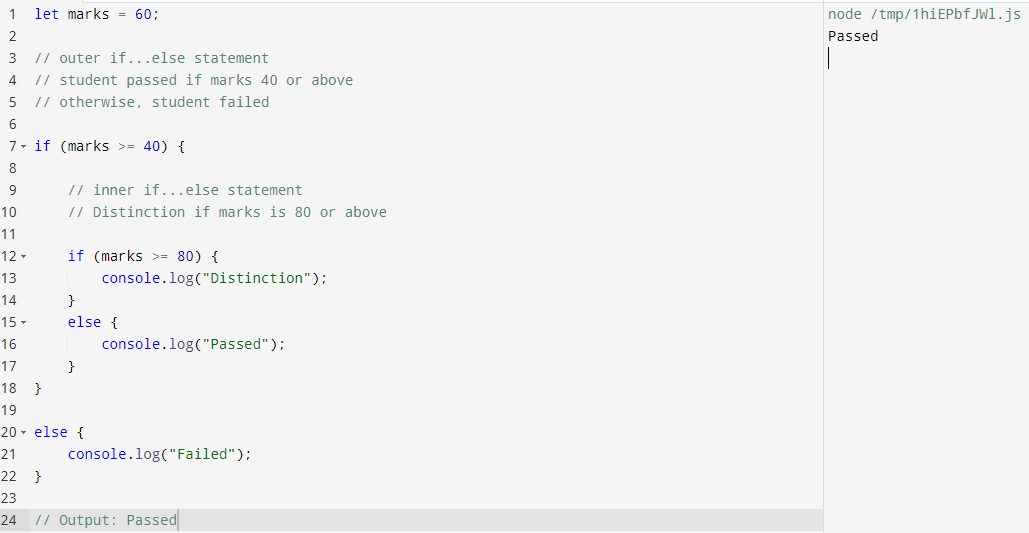 1 let marks = 60;
2
3 // outer if...else statement
4 // student passed if marks 40 or above
5 // otherwise, student failed
6
7 if (marks >= 40) {
8
9     // inner if...else statement
10     // Distinction if marks is 80 or above
11
12     if (marks >= 80) {
13         console.log("Distinction");
14     }
15     else {
16         console.log("Passed");
17     }
18 }
19
20 else {
21     console.log("Failed");
22 }
23
24 // Output: Passed
node /tmp/1hiEPbfJWl.js
Passed